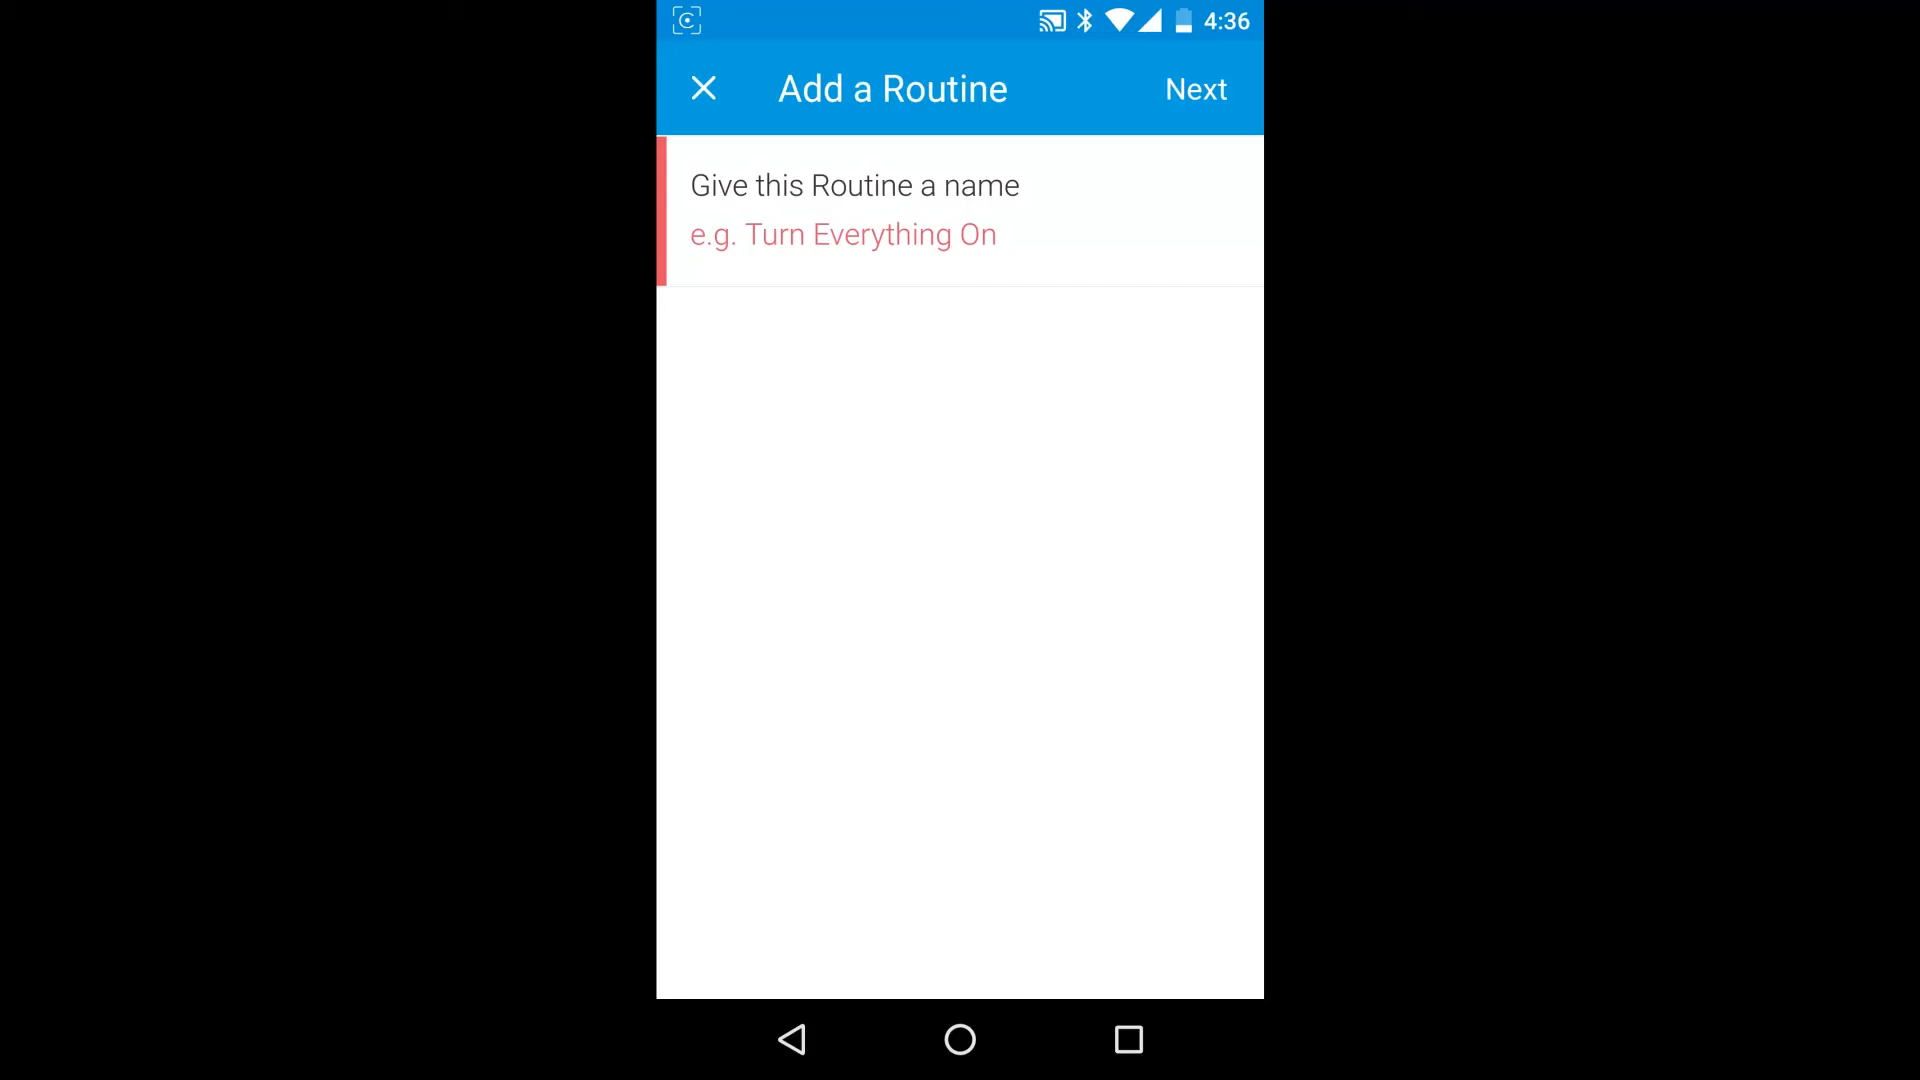 4:36
Add a Routine
Next
Give this Routine a name
e.g. Turn Everything On